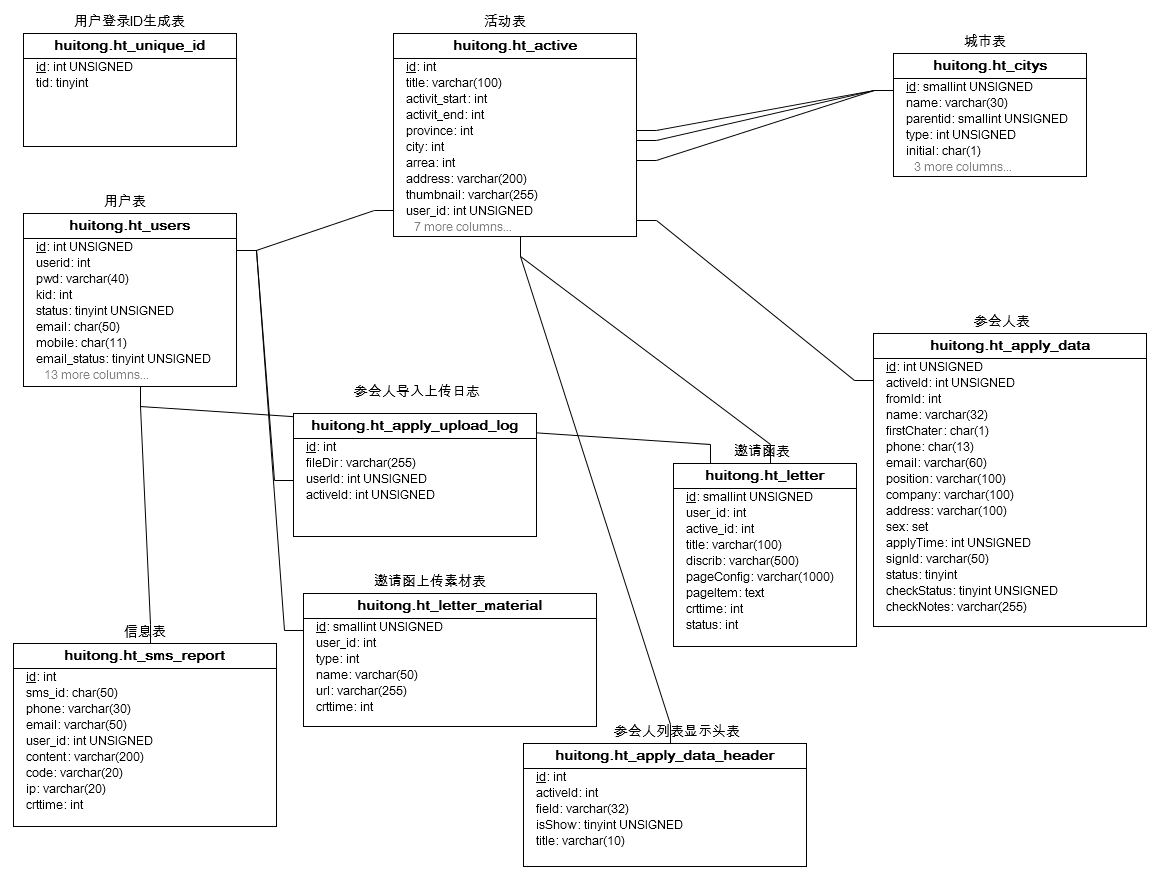 用户登录ID生成表
huitong.ht_unique_id
id: int UNSIGNED
tid: tinyint
活动表
huitong.ht_active
id: int
title: varchar(100)
activit_start: int
activit_end: int
province: int
city: int
arrea: int
address: varchar(200)
thumbnail: varchar(255)
user_id: int UNSIGNED
7 more columns...
城市表
huitong.ht_citys
id: smallint UNSIGNED
name: varchar(30)
parentid: smallint UNSIGNED
type: int UNSIGNED
initial: char(1)
3 more columns...
用户表
huitong.ht_users
id: int UNSIGNED
userid: int
pwd: varchar(40)
kid: int
status: tinyint UNSIGNED
email: char(50)
mobile: char(11)
email_status: tinyint UNSIGNED
13 more columns...
参会人表
huitong.ht_apply_data
id: int UNSIGNED
activeId: int UNSIGNED
fromId: int
name: varchar(32)
firstChater: char(1)
phone: char(13)
email: varchar(60)
position: varchar(100)
company: varchar(100)
address: varchar(100)
sex: set
applyTime: int UNSIGNED
signId: varchar(50)
status: tinyint
checkStatus: tinyint UNSIGNED
checkNotes: varchar(255)
参会人导入上传日志
huitong.ht_apply_upload_log
id: int
fileDir: varchar(255)
userId: int UNSIGNED
activeId: int UNSIGNED
邀请函表
huitong.ht_letter
id: smallint UNSIGNED
user_id: int
active_id: int
title: varchar(100)
discrib: varchar(500)
pageConfig: varchar(1000)
pageItem: text
crttime: int
status: int
邀请函上传素材表
huitong.ht_letter_material
id: smallint UNSIGNED
user_id: int
type: int
name: varchar(50)
url: varchar(255)
crttime: int
信息表
huitong.ht_sms_report
id: int
sms_id: char(50)
phone: varchar(30)
email: varchar(50)
user_id: int UNSIGNED
content: varchar(200)
code: varchar(20)
ip: varchar(20)
crttime: int
参会人列表显示头表
huitong.ht_apply_data_header
id: int
activeId: int
field: varchar(32)
isShow: tinyint UNSIGNED
title: varchar(10)